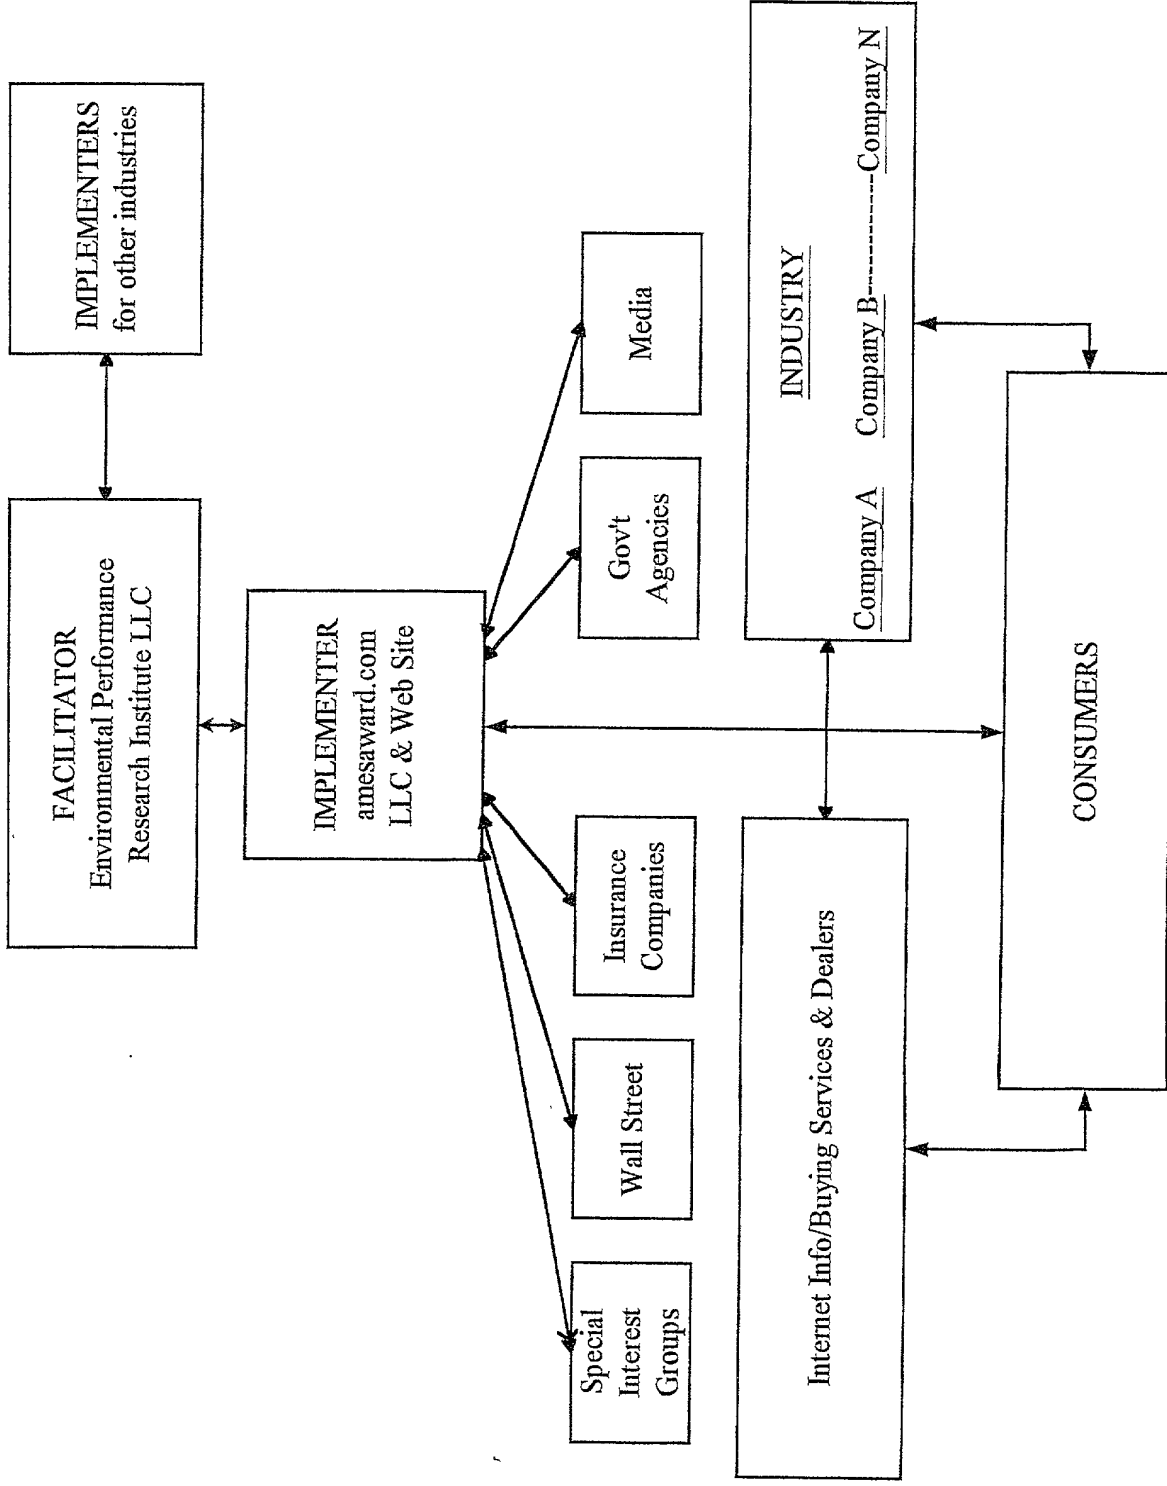 FACILITATOR
Environmental Performance
Research Institute LLC
IMPLEMENTERS
for other industries
IMPLEMENTER
amesaward.com
LLC & Web Site
Special
Interest
Groups
Wall Street
Insurance
Companies
Gov't
Agencies
Media
Internet Info/Buying Services & Dealers
INDUSTRY
Company A Company B------------Company N
CONSUMERS